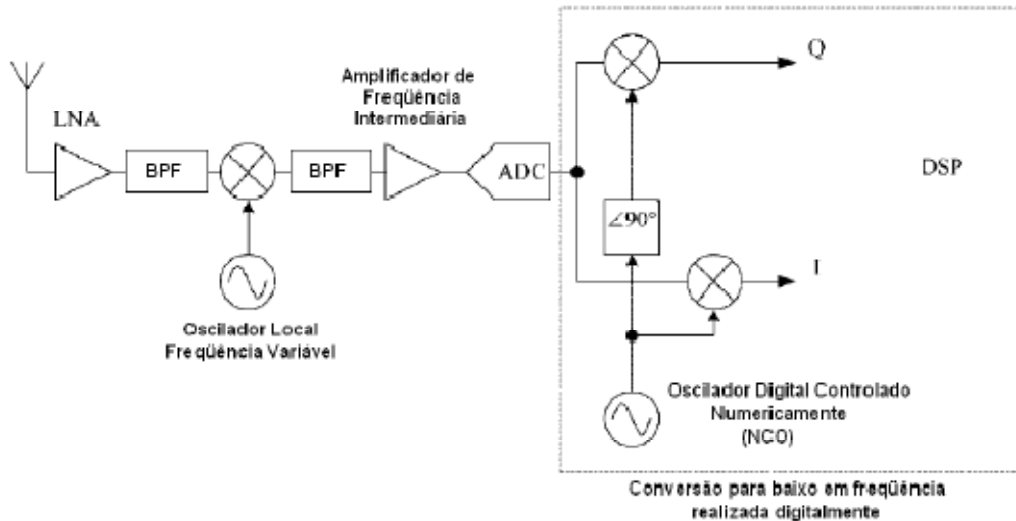 LNA
BPF
Oscilador Local
Freqüência Variável
BPF
Amplificador de
Freqüência
Intermediária
ADC
Q
∠90°
I
DSP
Oscilador Digital Controlado
Numericamente
(NCO)
Conversão para baixo em freqüência
realizada digitalmente